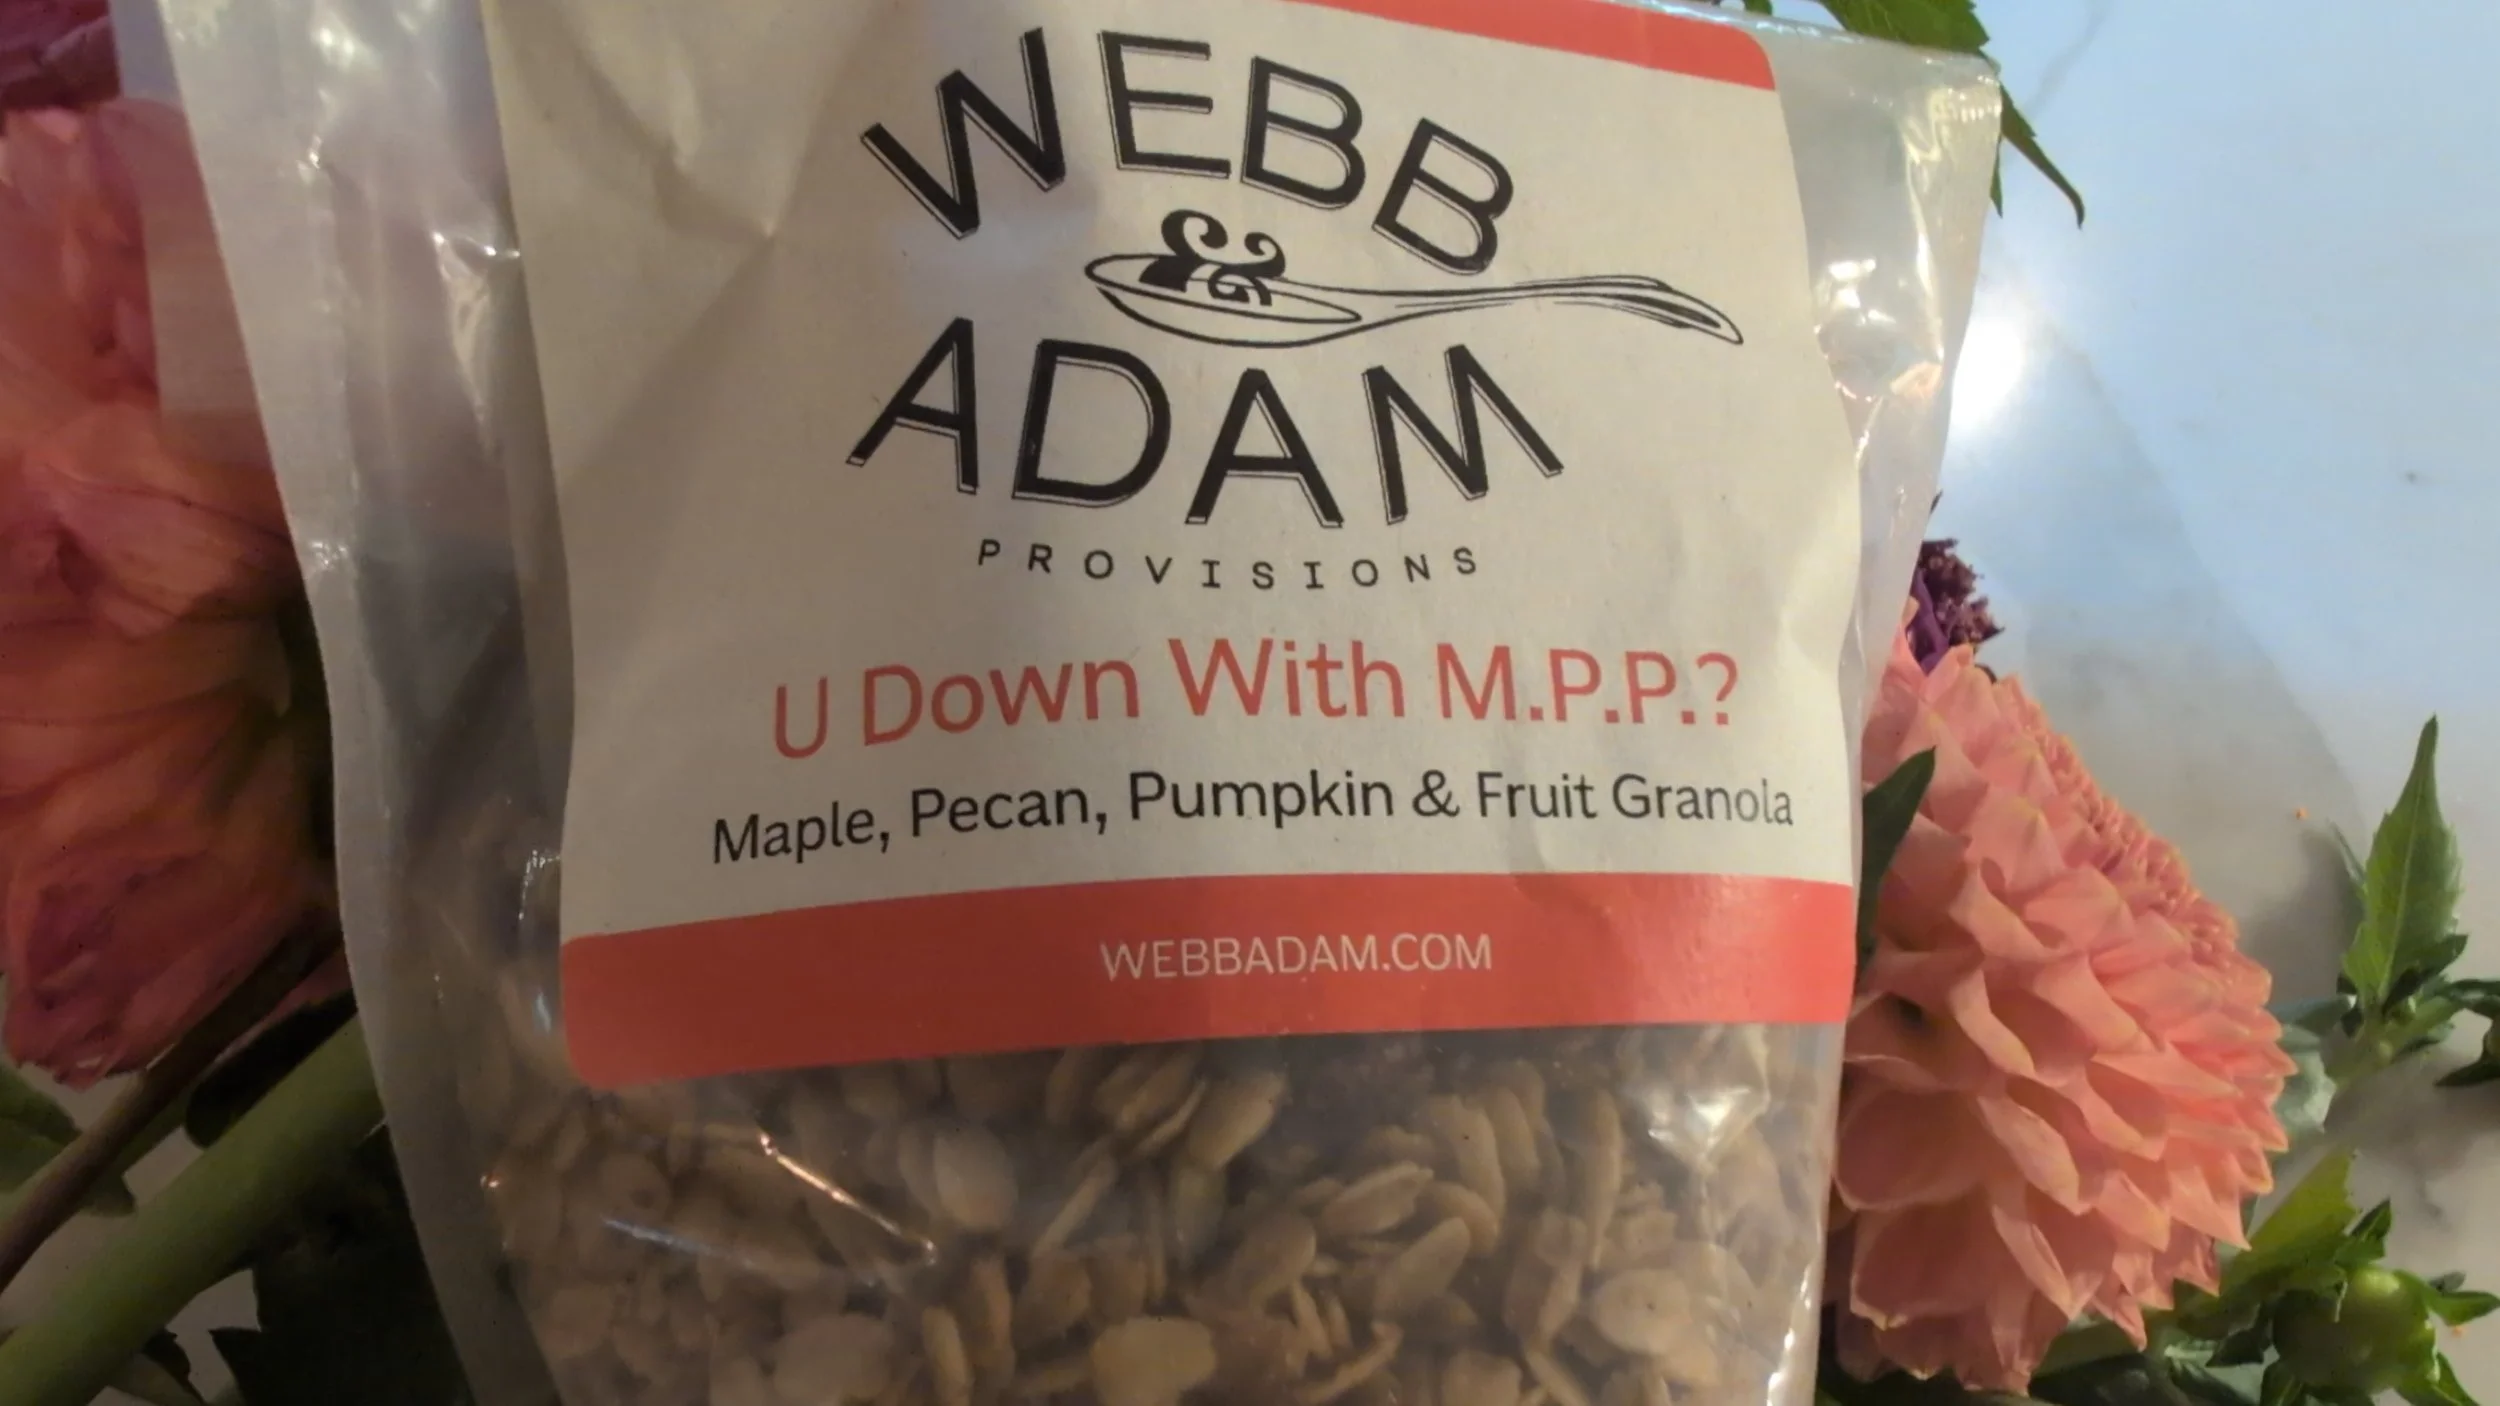 WEBB
&
ADAM
PROVISIONS
U Down With M.P.P.?
Maple, Pecan, Pumpkin & Fruit Granola
WEBBADAM.COM